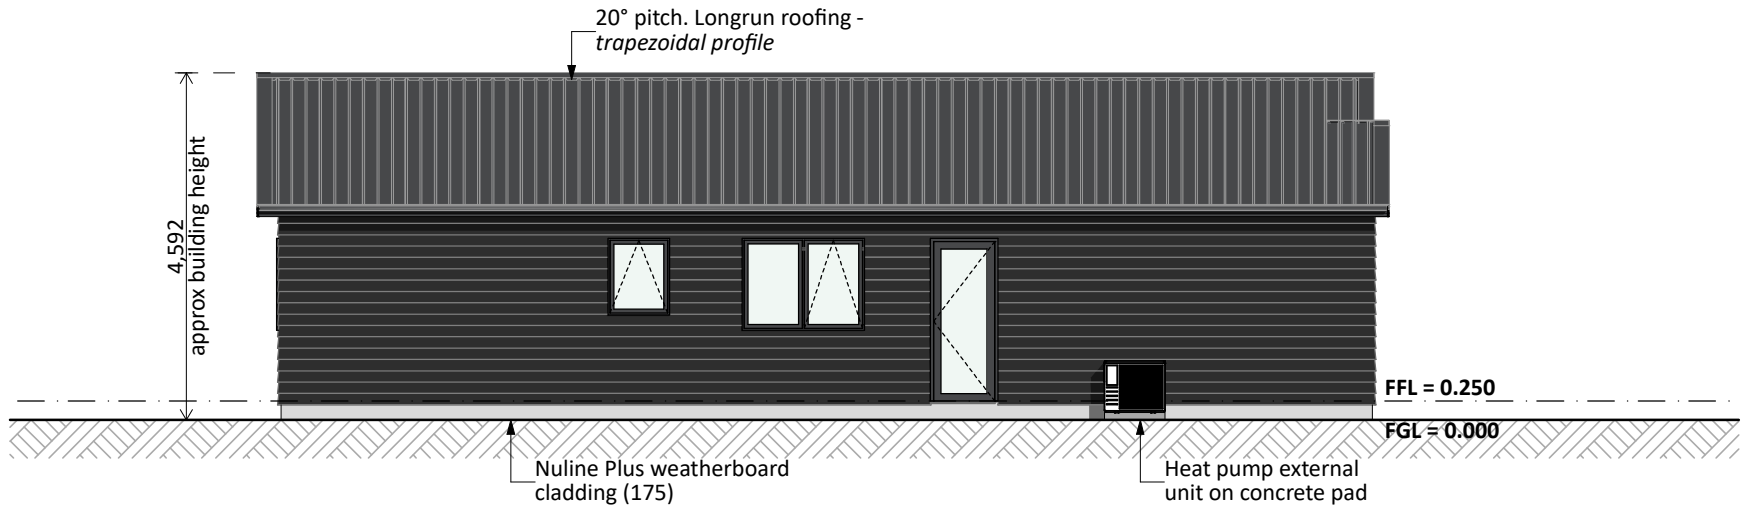 20° pitch. Longrun roofing -
trapezoidal profile
4,592
approx building height
FFL = 0.250
FGL = 0.000
Nuline Plus weatherboard
cladding (175)
Heat pump external
unit on concrete pad